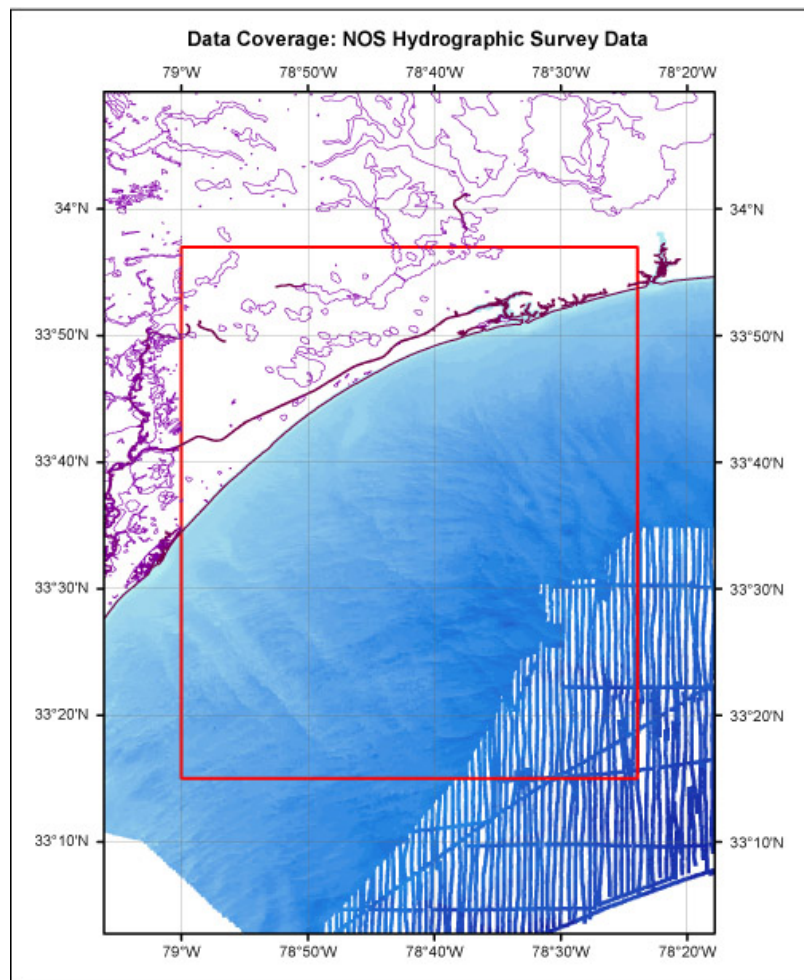 Data Coverage: NOS Hydrographic Survey Data
79°W 78°50'W 78°40'W 78°30'W 78°20'W
34°N 34°N
33°50'N 33°50'N
33°40'N 33°40'N
33°30'N 33°30'N
33°20'N 33°20'N
33°10'N 33°10'N
79°W 78°50'W 78°40'W 78°30'W 78°20'W